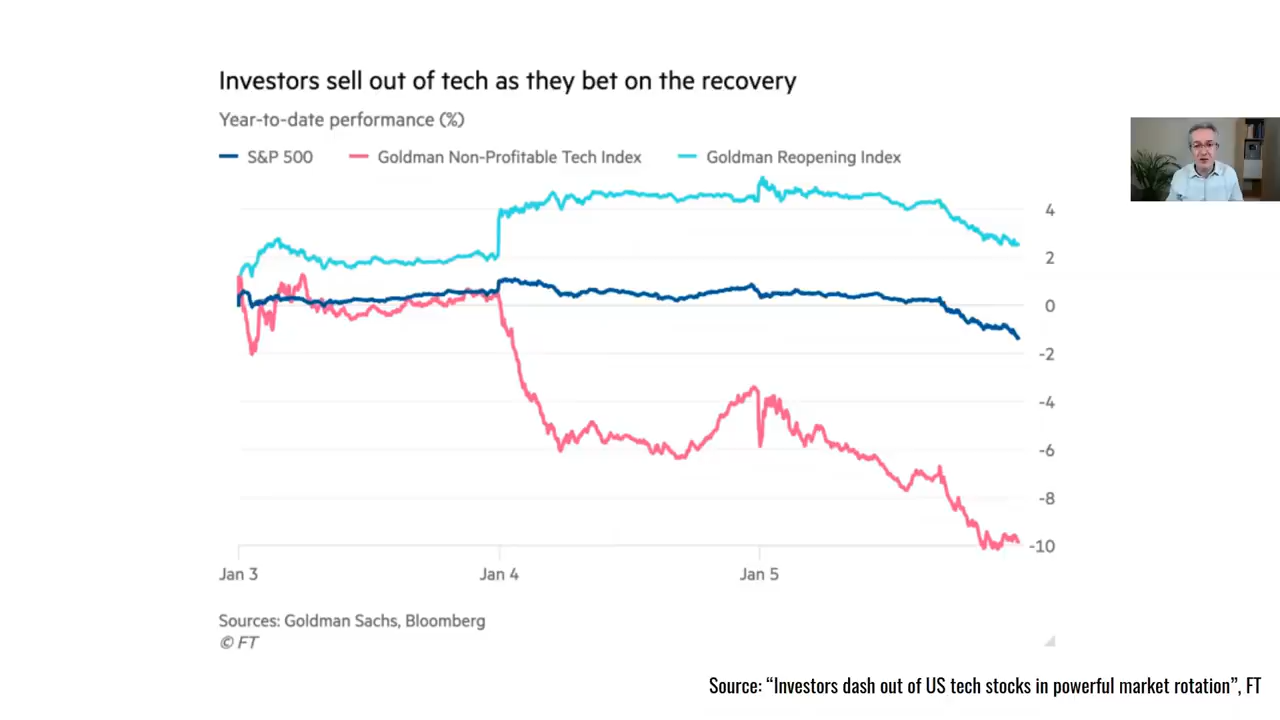 Investors sell out of tech as they bet on the recovery
Year-to-date performance (%)
S&P 500 Goldman Non-Profitable Tech Index Goldman Reopening Index
4
2
0
-2
-4
-6
-8
-10
Jan 3 Jan 4 Jan 5
Sources: Goldman Sachs, Bloomberg
© FT
Source: “Investors dash out of US tech stocks in powerful market rotation”, FT